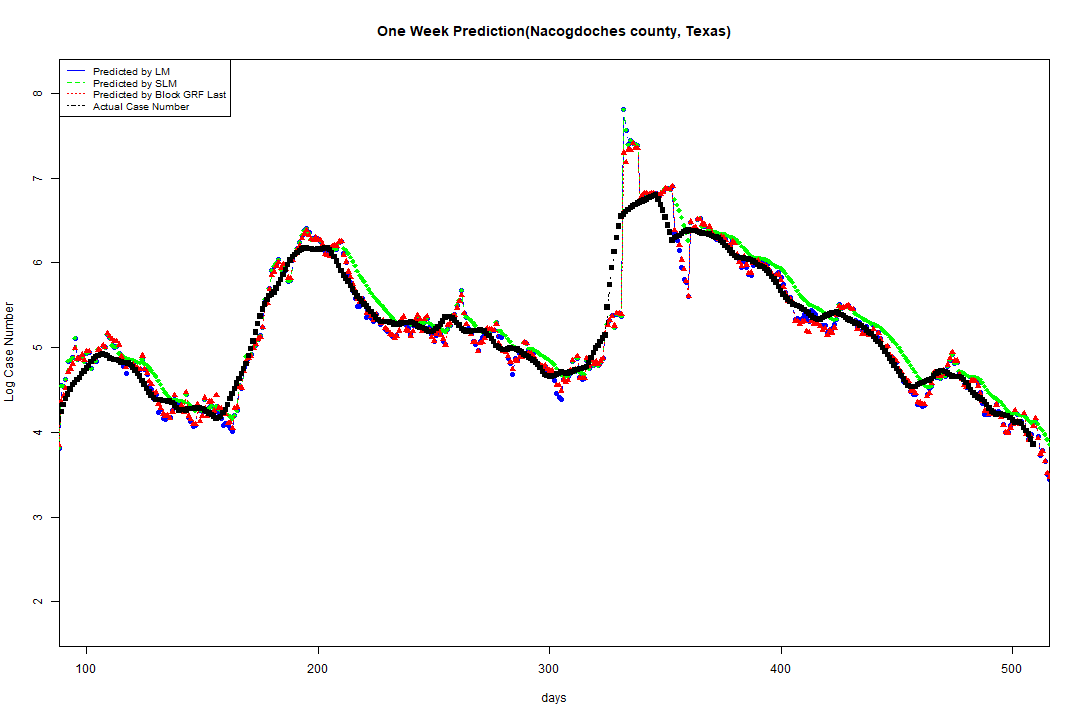 One Week Prediction(Nacogdoches county, Texas)
Predicted by LM
Predicted by SLM
Predicted by Block GRF Last
Actual Case Number
Log Case Number
8
7
6
5
4
3
2
100 200 300 400 500
days